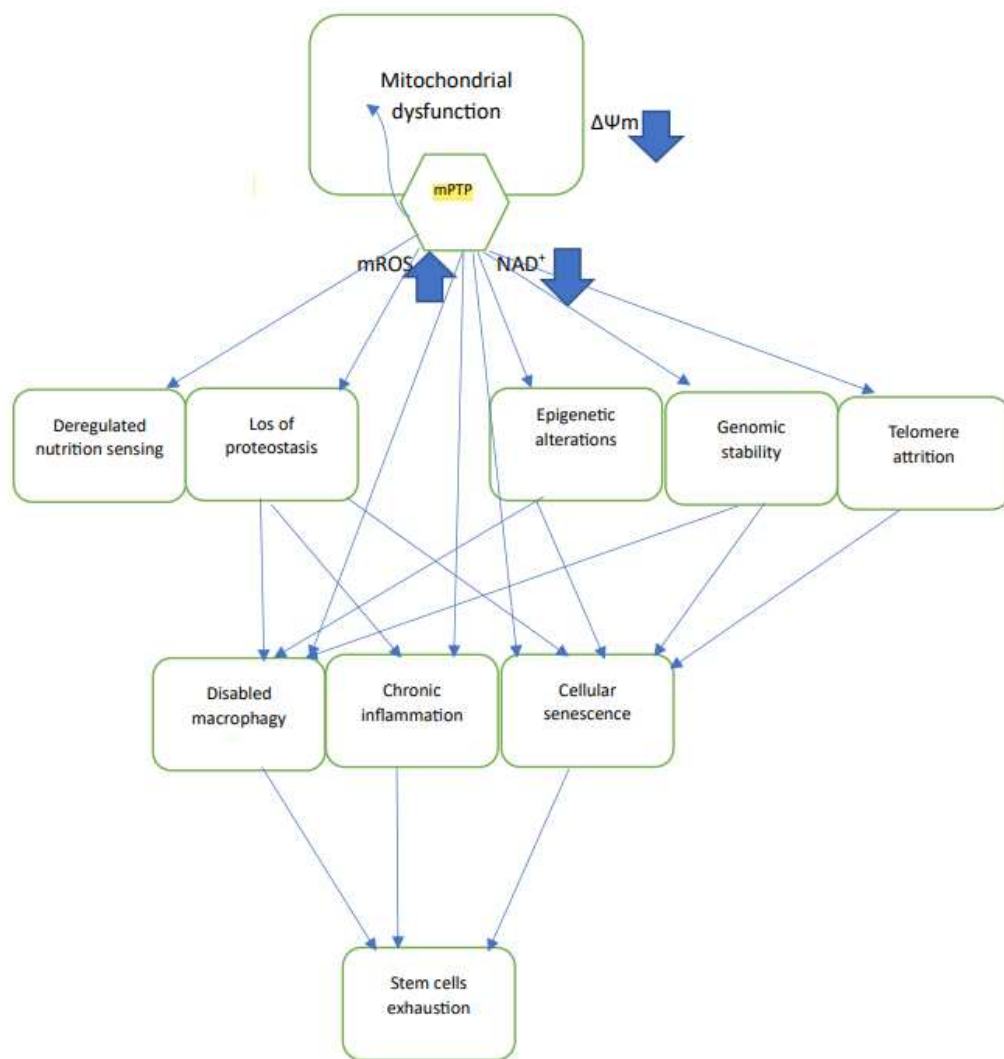 Mitochondrial
dysfunction
ΔΨm
mPTP
mROS
NAD⁺
Deregulated
nutrition sensing
Los of
proteostasis
Epigenetic
alterations
Genomic
stability
Telomere
attrition
Disabled
macrophagy
Chronic
inflammation
Cellular
senescence
Stem cells
exhaustion